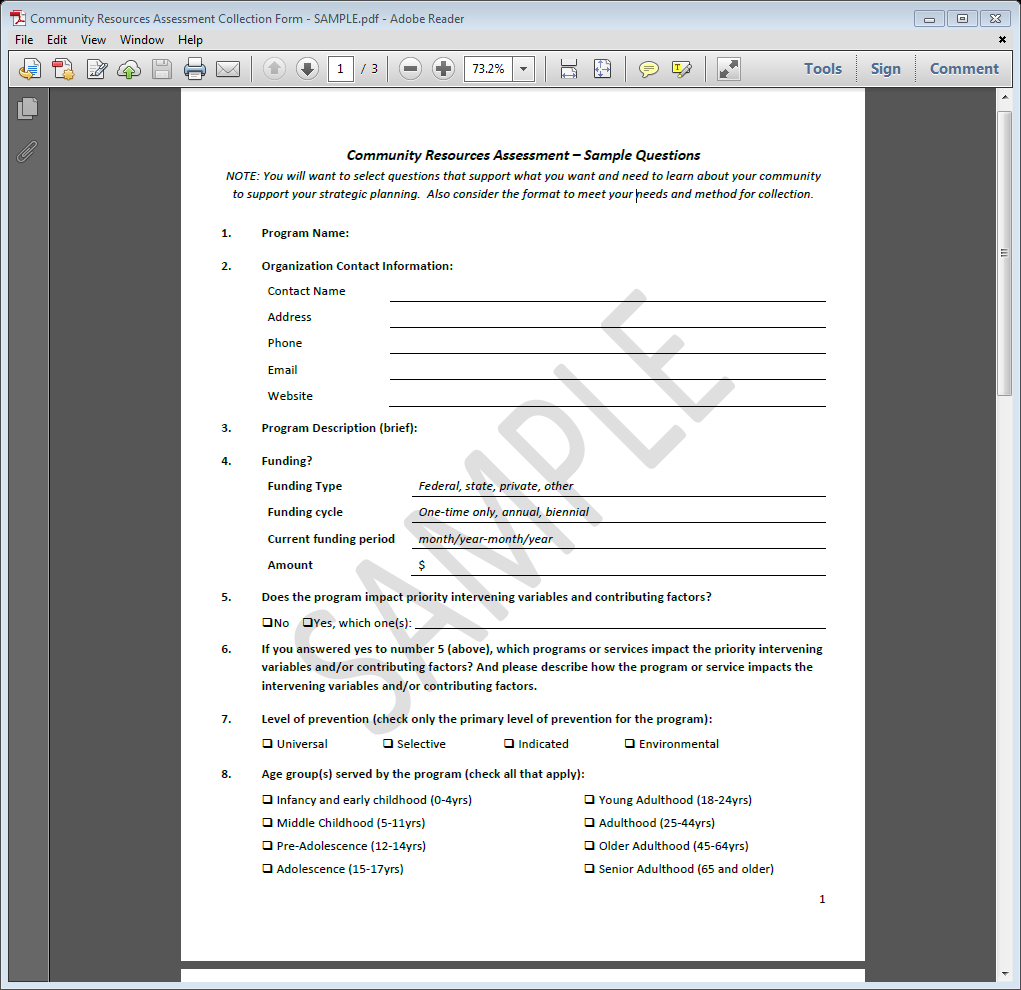 Community Resources Assessment Collection Form - SAMPLE.pdf - Adobe Reader
File Edit View Window Help
1 / 3 73.2% Tools Sign Comment
Community Resources Assessment – Sample Questions
NOTE: You will want to select questions that support what you want and need to learn about your community
to support your strategic planning. Also consider the format to meet your needs and method for collection.
1. Program Name:
2. Organization Contact Information:
Contact Name
Address
Phone
Email
Website
3. Program Description (brief):
4. Funding?
Funding Type Federal, state, private, other
Funding cycle One-time only, annual, biennial
Current funding period month/year-month/year
Amount $
5. Does the program impact priority intervening variables and contributing factors?
❑No ❑Yes, which one(s):
6. If you answered yes to number 5 (above), which programs or services impact the priority intervening
variables and/or contributing factors? And please describe how the program or service impacts the
intervening variables and/or contributing factors.
7. Level of prevention (check only the primary level of prevention for the program):
❑ Universal ❑ Selective ❑ Indicated ❑ Environmental
8. Age group(s) served by the program (check all that apply):
❑ Infancy and early childhood (0-4yrs) ❑ Young Adulthood (18-24yrs)
❑ Middle Childhood (5-11yrs) ❑ Adulthood (25-44yrs)
❑ Pre-Adolescence (12-14yrs) ❑ Older Adulthood (45-64yrs)
❑ Adolescence (15-17yrs) ❑ Senior Adulthood (65 and older)
1
SAMPLE